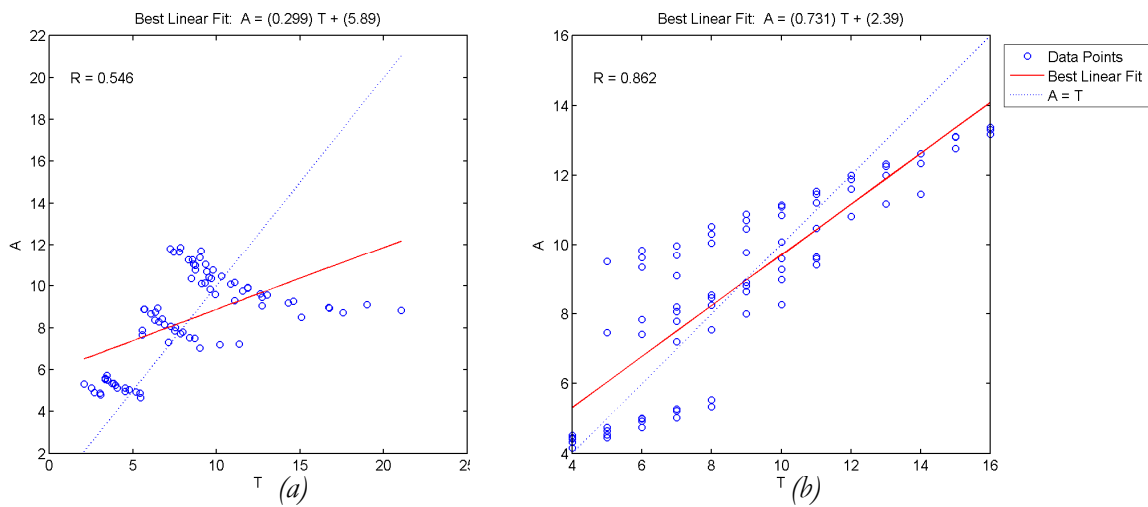 Best Linear Fit:  A = (0.299) T + (5.89)
22
20
18
16
14
12
10
8
6
4
2
A
R = 0.546
0
5
10
15
20
25
T
(a)
Best Linear Fit:  A = (0.731) T + (2.39)
16
14
12
10
8
6
4
A
R = 0.862
4
6
8
10
12
14
16
T
(b)
Data Points
Best Linear Fit
A = T